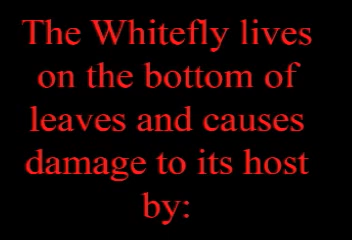 The Whitefly lives
on the bottom of
leaves and causes
damage to its host
by: